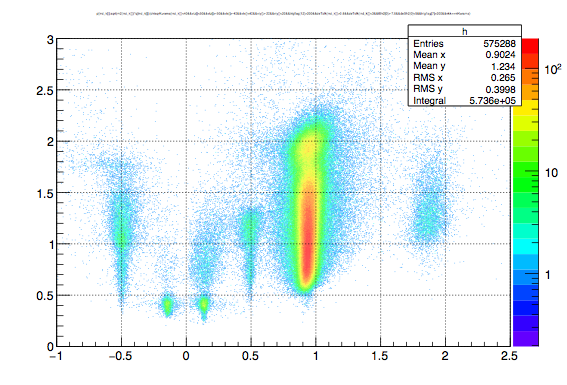 h
Entries 575288
Mean x 0.9024
Mean y 1.234
RMS x 0.265
RMS y 0.3998
Integral 5.736e+05
3
2.5
2
1.5
1
0.5
0
−1 −0.5 0 0.5 1 1.5 2 2.5
10²
10
1